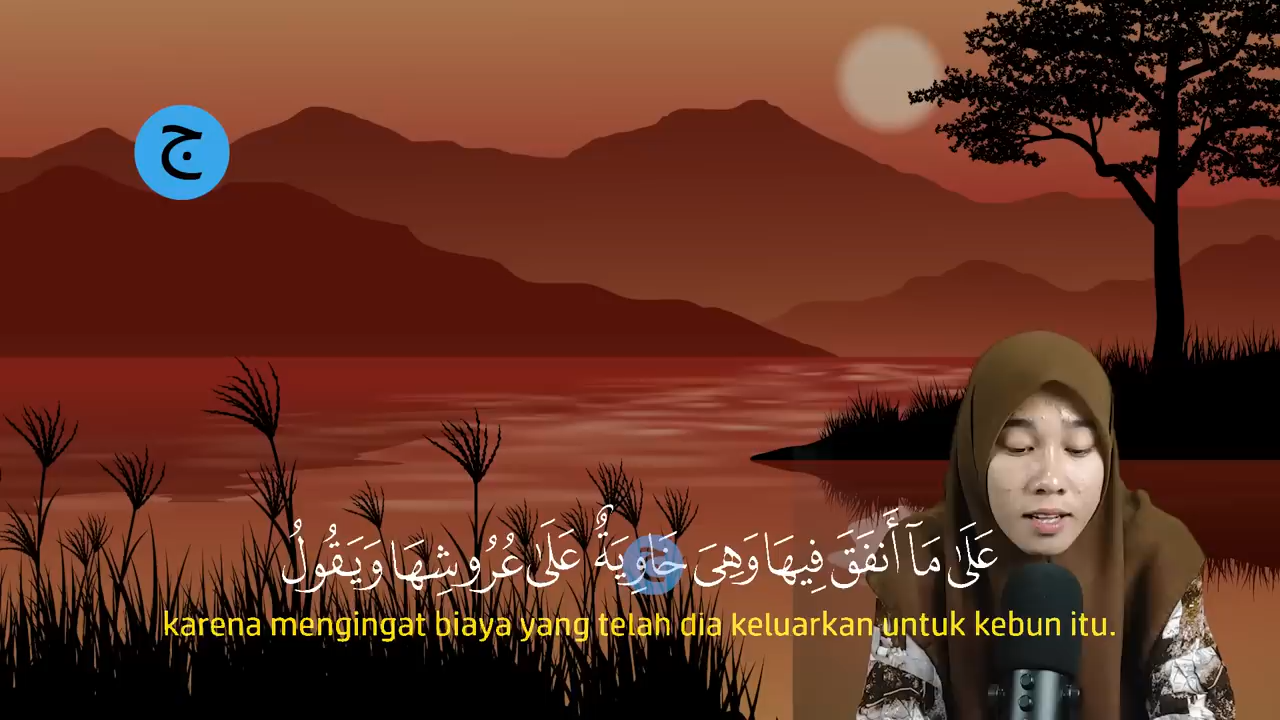 ج
عَلَىٰ مَآ أَنفَقَ فِيهَا وَهِىَ خَاوِيَةٌ عَلَىٰ عُرُوشِهَا وَيَقُولُ
karena mengingat biaya yang telah dia keluarkan untuk kebun itu.